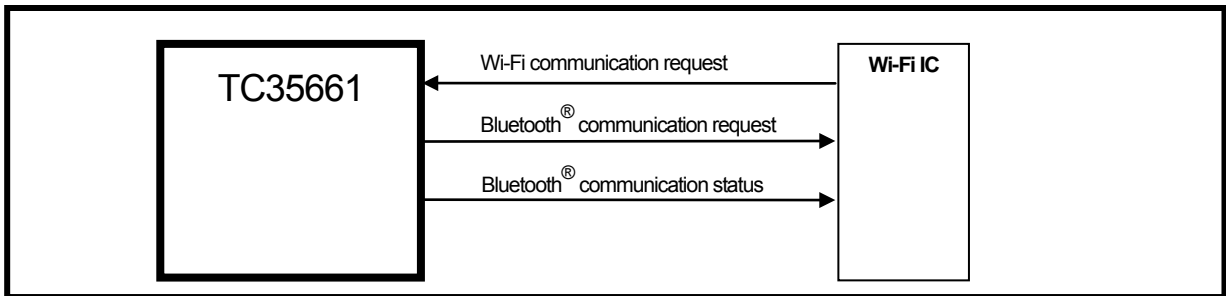 TC35661
Wi-Fi communication request
Wi-Fi IC
Bluetooth® communication request
Bluetooth® communication status